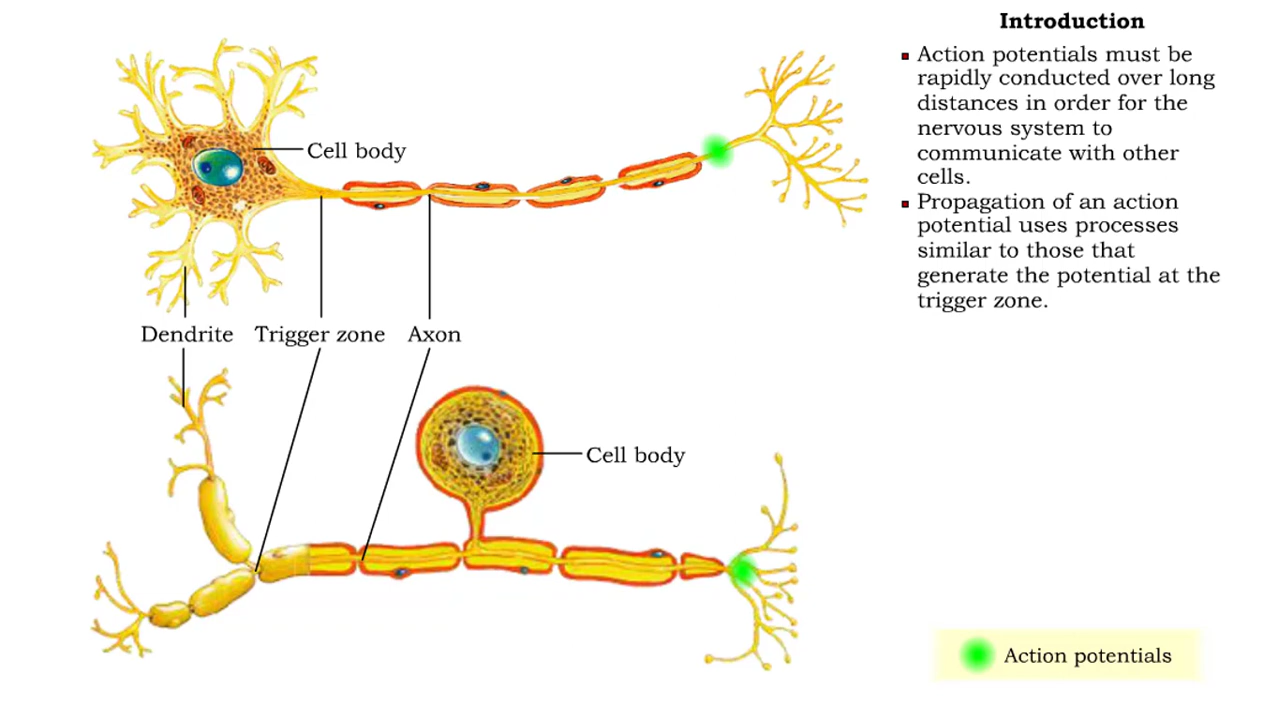 Introduction
Action potentials must be
rapidly conducted over long
distances in order for the
nervous system to
communicate with other
cells.
Propagation of an action
potential uses processes
similar to those that
generate the potential at the
trigger zone.
Cell body
Dendrite Trigger zone Axon
Cell body
Action potentials